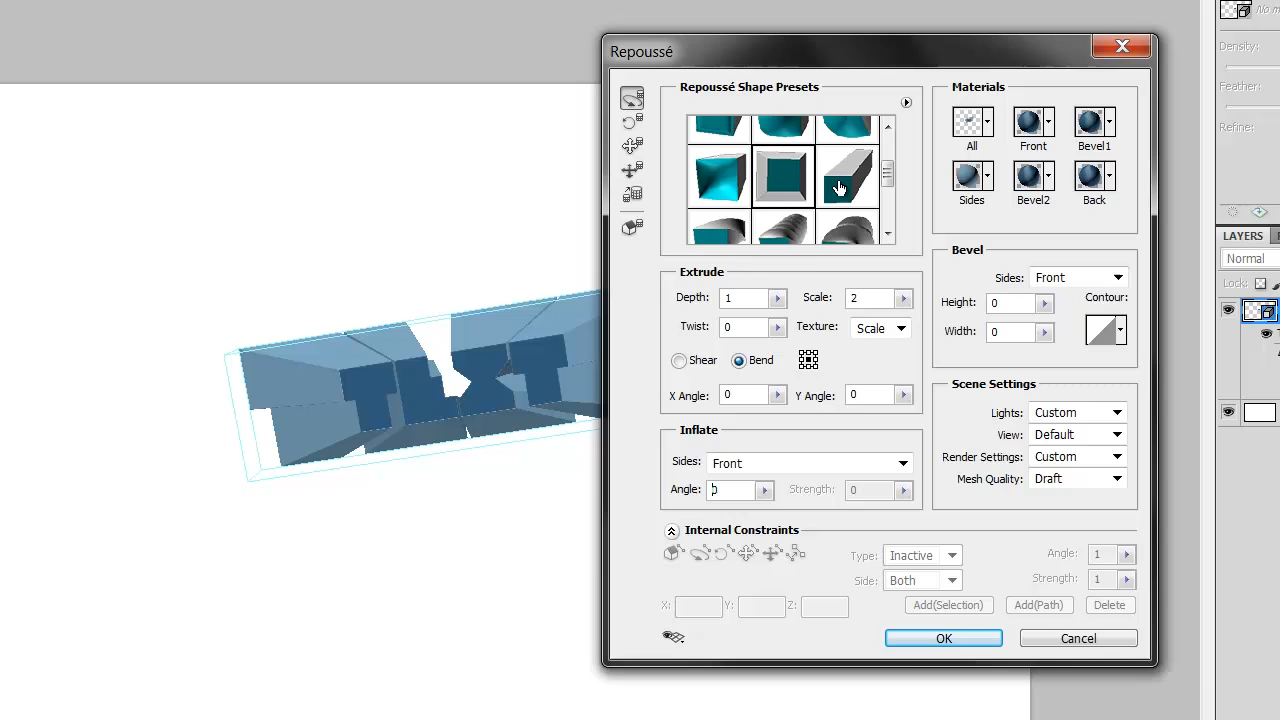 No ma
Density:
Feather:
Refine:
Repoussé
Repoussé Shape Presets
Materials
All
Front
Bevel1
Sides
Bevel2
Back
Extrude
Depth: 1
Scale: 2
Twist: 0
Texture: Scale
Shear
Bend
X Angle: 0
Y Angle: 0
Bevel
Sides: Front
Height: 0
Contour:
Width: 0
Inflate
Sides: Front
Angle: 0
Strength: 0
Scene Settings
Lights: Custom
View: Default
Render Settings: Custom
Mesh Quality: Draft
Internal Constraints
Type: Inactive
Angle: 1
Side: Both
Strength: 1
X:
Y:
Z:
Add(Selection)
Add(Path)
Delete
OK
Cancel
LAYERS
Normal
Lock: